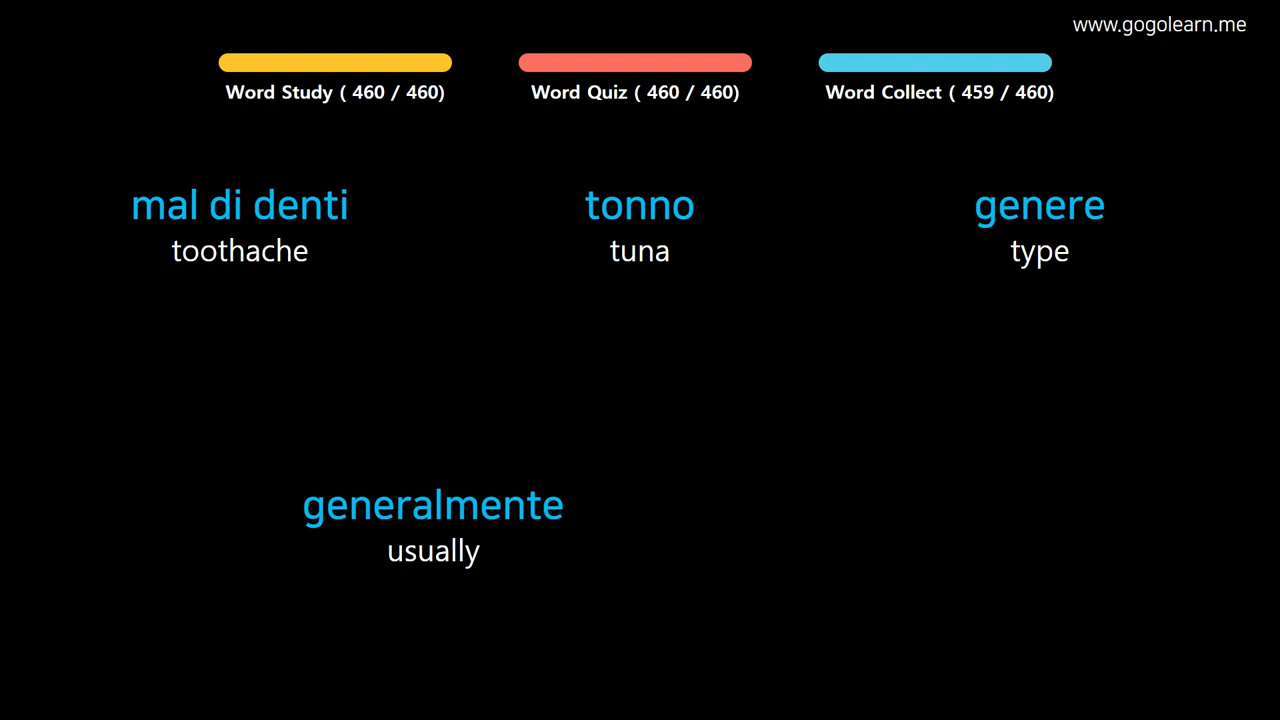 www.gogolearn.me
Word Study ( 460 / 460)
Word Quiz ( 460 / 460)
Word Collect ( 459 / 460)
mal di denti
toothache
tonno
tuna
genere
type
generalmente
usually